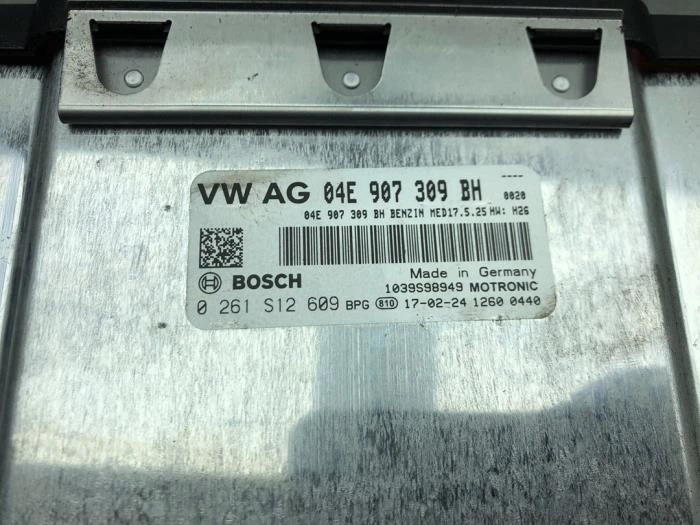 VW AG 04E 907 309 BH 0020
04E 907 309 BH BENZIN MED17.5.25 HW: H26
BOSCH
Made in Germany
1039S98949 MOTRONIC
0 261 S12 609 BPG 810 17-02-24 1260 0440